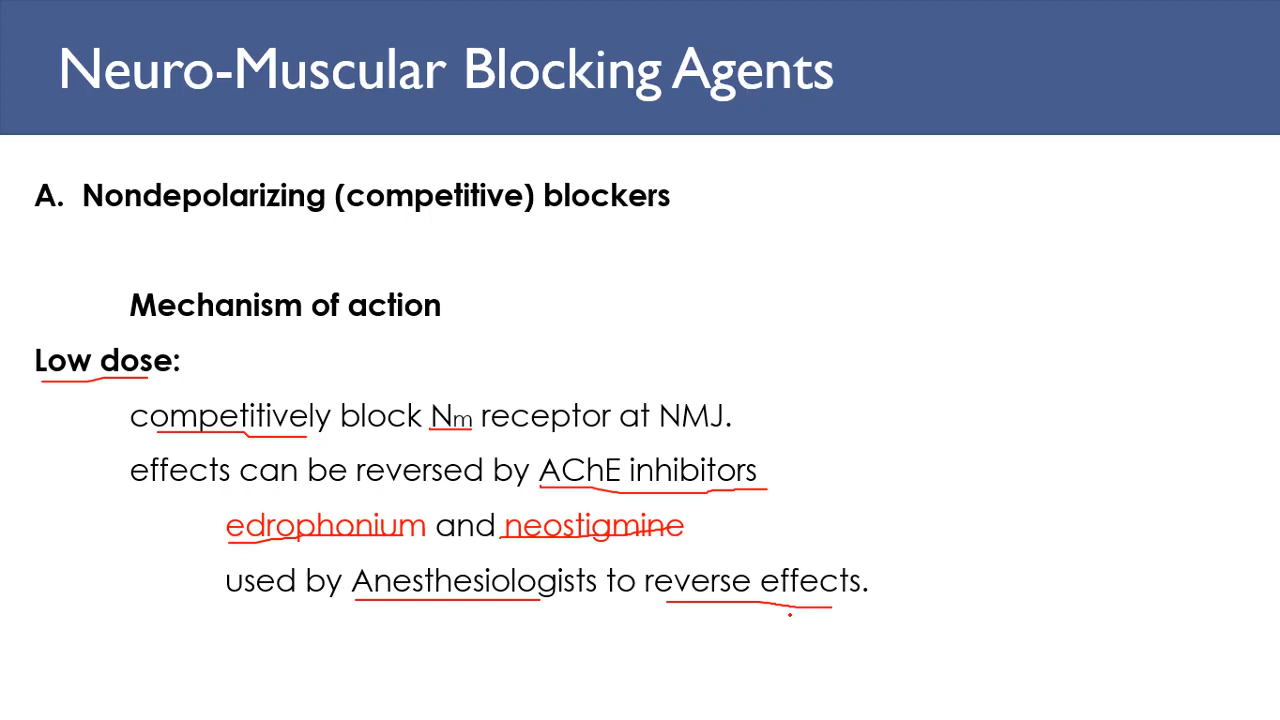 Neuro-Muscular Blocking Agents
A. Nondepolarizing (competitive) blockers
Mechanism of action
Low dose:
competitively block Nm receptor at NMJ.
effects can be reversed by AChE inhibitors
edrophonium and neostigmine
used by Anesthesiologists to reverse effects.